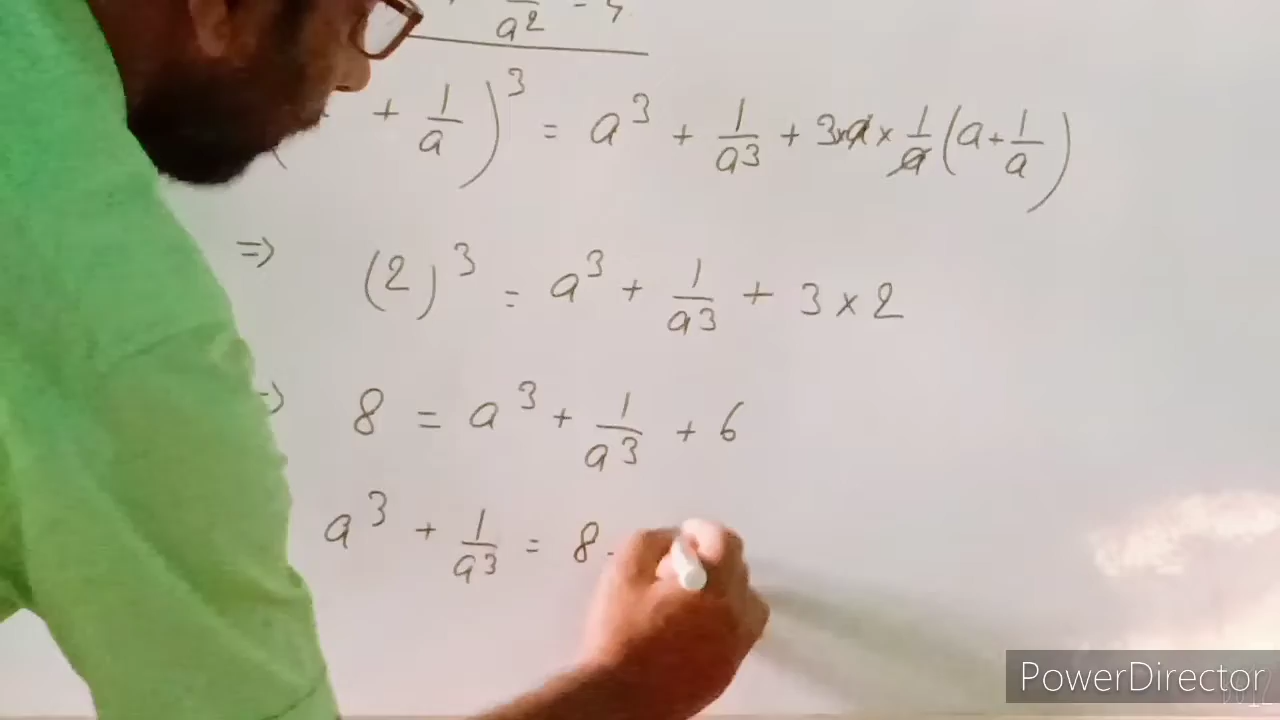 1/a² - 
+ 1/a)³ = a³ + 1/a³ + 3×a×1/a(a+1/a)
⇒ (2)³ = a³ + 1/a³ + 3×2
⇒ 8 = a³ + 1/a³ + 6
a³ + 1/a³ = 8-
PowerDirector